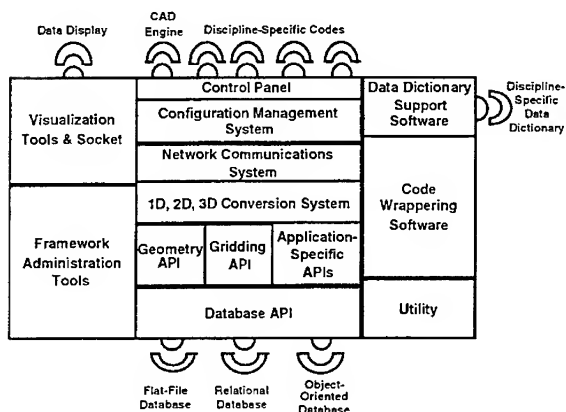 Data Display
CAD
Engine
Discipline-Specific Codes
Visualization
Tools & Socket
Framework
Administration
Tools
Control Panel
Configuration Management
System
Network Communications
System
1D, 2D, 3D Conversion System
Geometry
API
Gridding
API
Application-
Specific
APIs
Database API
Data Dictionary
Support
Software
Code
Wrappering
Software
Utility
Discipline-
Specific
Data
Dictionary
Flat-File
Database
Relational
Database
Object-
Oriented
Database